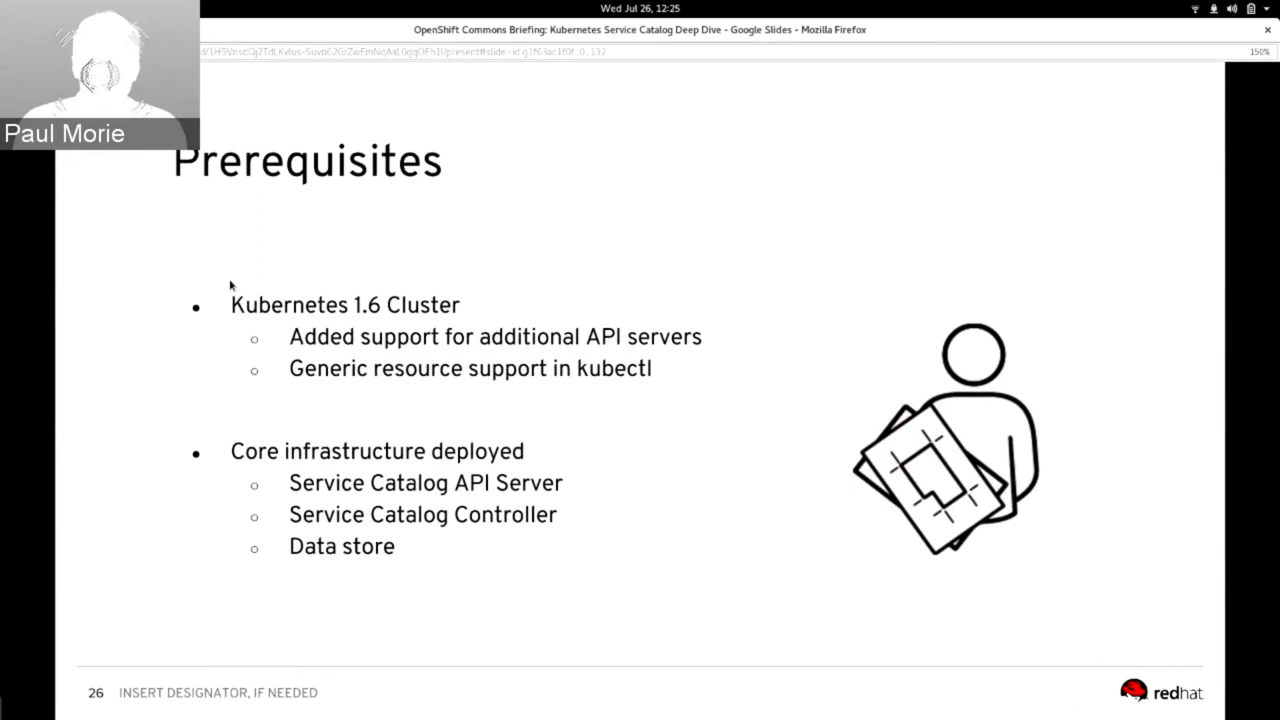 Wed Jul 26, 12:25
OpenShift Commons Briefing: Kubernetes Service Catalog Deep Dive - Google Slides - Mozilla Firefox
150%
Paul Morie
Prerequisites
Kubernetes 1.6 Cluster
Added support for additional API servers
Generic resource support in kubectl
Core infrastructure deployed
Service Catalog API Server
Service Catalog Controller
Data store
26 INSERT DESIGNATOR, IF NEEDED
redhat